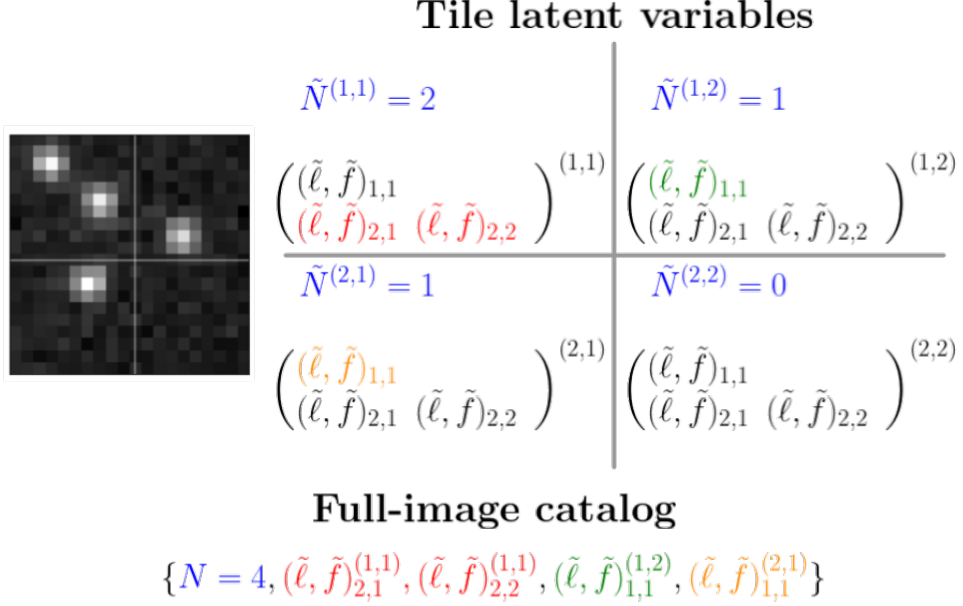 Tile latent variables
Ñ^(1,1) = 2
((ℓ̃, f̃)_1,1
(ℓ̃, f̃)_2,1 (ℓ̃, f̃)_2,2)^(1,1)
Ñ^(1,2) = 1
((ℓ̃, f̃)_1,1
(ℓ̃, f̃)_2,1 (ℓ̃, f̃)_2,2)^(1,2)
Ñ^(2,1) = 1
((ℓ̃, f̃)_1,1
(ℓ̃, f̃)_2,1 (ℓ̃, f̃)_2,2)^(2,1)
Ñ^(2,2) = 0
((ℓ̃, f̃)_1,1
(ℓ̃, f̃)_2,1 (ℓ̃, f̃)_2,2)^(2,2)
Full-image catalog
{N = 4, (ℓ̃, f̃)_2,1^(1,1), (ℓ̃, f̃)_2,2^(1,1), (ℓ̃, f̃)_1,1^(1,2), (ℓ̃, f̃)_1,1^(2,1)}